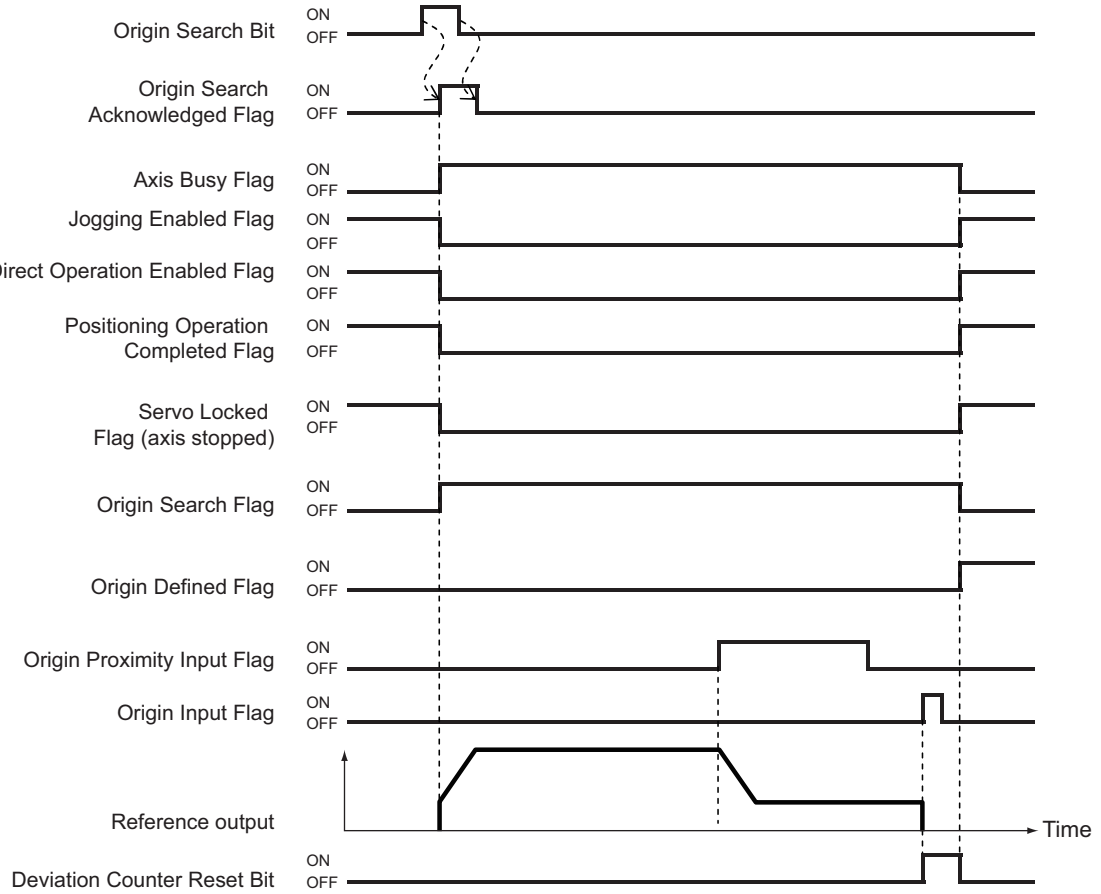 Origin Search Bit ON
OFF
Origin Search
Acknowledged Flag ON
OFF
Axis Busy Flag ON
OFF
Jogging Enabled Flag ON
OFF
Direct Operation Enabled Flag ON
OFF
Positioning Operation
Completed Flag ON
OFF
Servo Locked
Flag (axis stopped) ON
OFF
Origin Search Flag ON
OFF
Origin Defined Flag ON
OFF
Origin Proximity Input Flag ON
OFF
Origin Input Flag ON
OFF
Reference output
Time
Deviation Counter Reset Bit ON
OFF